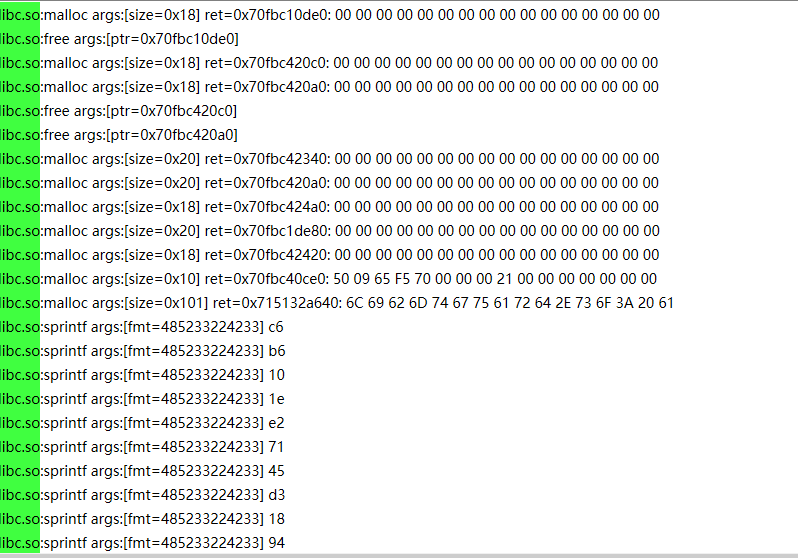 libc.so:malloc args:[size=0x18] ret=0x70fbc10de0: 00 00 00 00 00 00 00 00 00 00 00 00 00 00 00 00
libc.so:free args:[ptr=0x70fbc10de0]
libc.so:malloc args:[size=0x18] ret=0x70fbc420c0: 00 00 00 00 00 00 00 00 00 00 00 00 00 00 00 00
libc.so:malloc args:[size=0x18] ret=0x70fbc420a0: 00 00 00 00 00 00 00 00 00 00 00 00 00 00 00 00
libc.so:free args:[ptr=0x70fbc420c0]
libc.so:free args:[ptr=0x70fbc420a0]
libc.so:malloc args:[size=0x20] ret=0x70fbc42340: 00 00 00 00 00 00 00 00 00 00 00 00 00 00 00 00
libc.so:malloc args:[size=0x20] ret=0x70fbc420a0: 00 00 00 00 00 00 00 00 00 00 00 00 00 00 00 00
libc.so:malloc args:[size=0x18] ret=0x70fbc424a0: 00 00 00 00 00 00 00 00 00 00 00 00 00 00 00 00
libc.so:malloc args:[size=0x20] ret=0x70fbc1de80: 00 00 00 00 00 00 00 00 00 00 00 00 00 00 00 00
libc.so:malloc args:[size=0x18] ret=0x70fbc42420: 00 00 00 00 00 00 00 00 00 00 00 00 00 00 00 00
libc.so:malloc args:[size=0x10] ret=0x70fbc40ce0: 50 09 65 F5 70 00 00 00 21 00 00 00 00 00 00 00
libc.so:malloc args:[size=0x101] ret=0x715132a640: 6C 69 62 6D 74 67 75 61 72 64 2E 73 6F 3A 20 61
libc.so:sprintf args:[fmt=485233224233] c6
libc.so:sprintf args:[fmt=485233224233] b6
libc.so:sprintf args:[fmt=485233224233] 10
libc.so:sprintf args:[fmt=485233224233] 1e
libc.so:sprintf args:[fmt=485233224233] e2
libc.so:sprintf args:[fmt=485233224233] 71
libc.so:sprintf args:[fmt=485233224233] 45
libc.so:sprintf args:[fmt=485233224233] d3
libc.so:sprintf args:[fmt=485233224233] 18
libc.so:sprintf args:[fmt=485233224233] 94